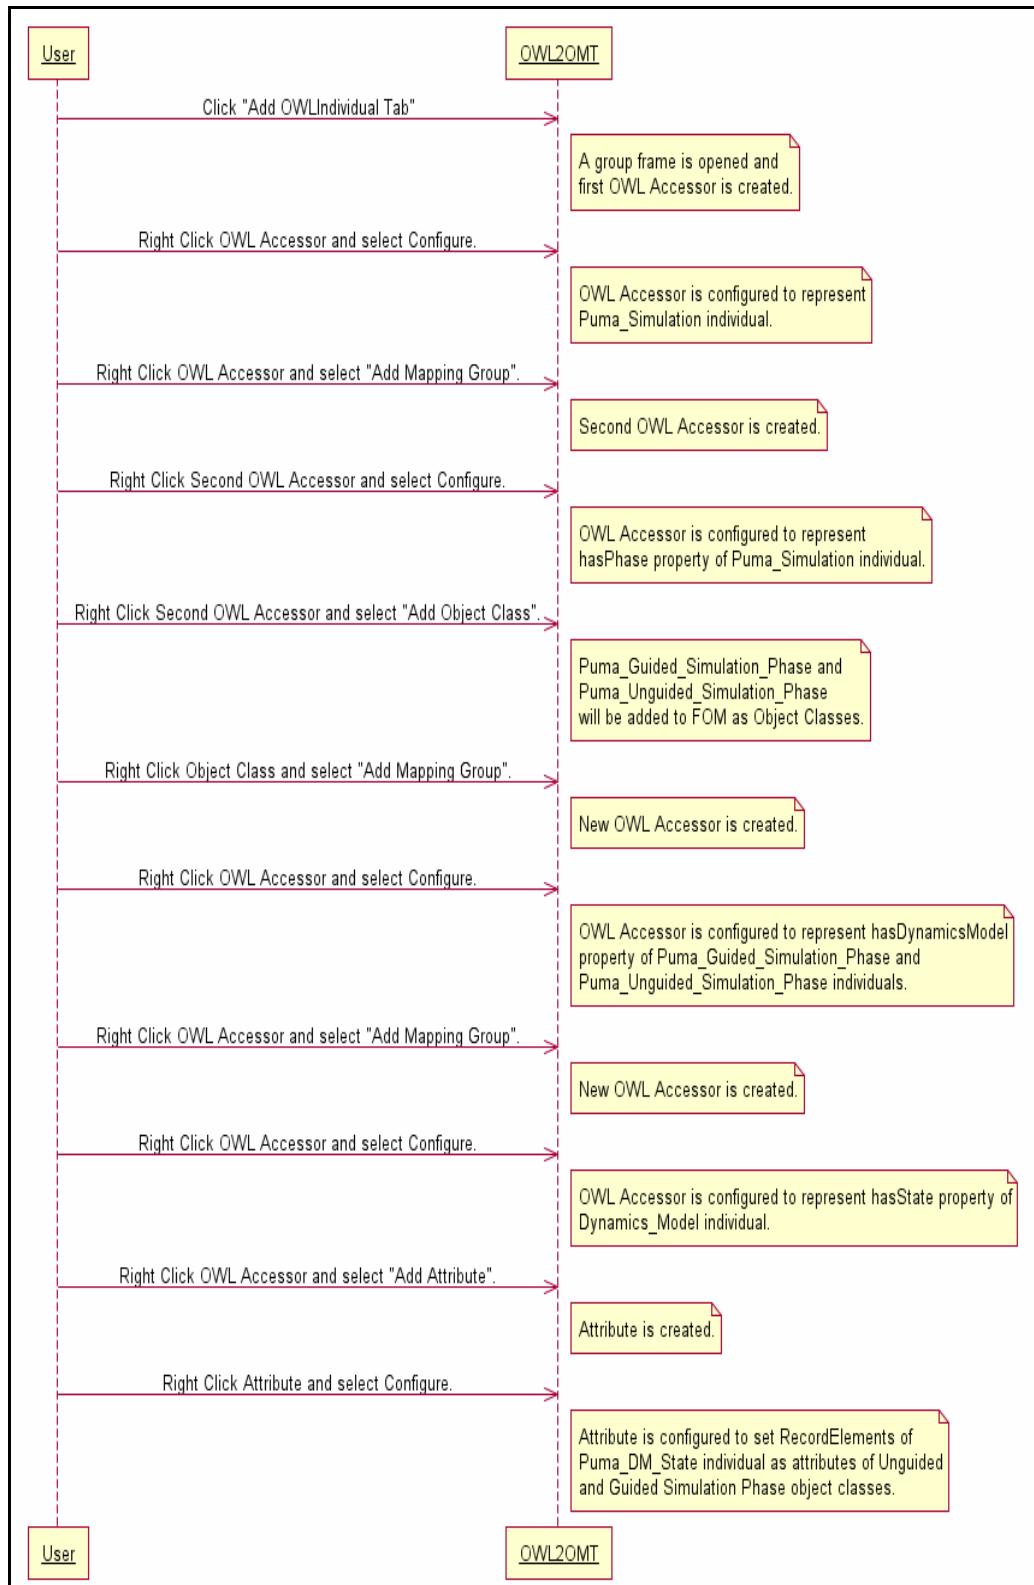 User
OWL2OMT
Click "Add OWLIndividual Tab"
A group frame is opened and
first OWL Accessor is created.
Right Click OWL Accessor and select Configure.
OWL Accessor is configured to represent
Puma_Simulation individual.
Right Click OWL Accessor and select "Add Mapping Group".
Second OWL Accessor is created.
Right Click Second OWL Accessor and select Configure.
OWL Accessor is configured to represent
hasPhase property of Puma_Simulation individual.
Right Click Second OWL Accessor and select "Add Object Class".
Puma_Guided_Simulation_Phase and
Puma_Unguided_Simulation_Phase
will be added to FOM as Object Classes.
Right Click Object Class and select "Add Mapping Group".
New OWL Accessor is created.
Right Click OWL Accessor and select Configure.
OWL Accessor is configured to represent hasDynamicsModel
property of Puma_Guided_Simulation_Phase and
Puma_Unguided_Simulation_Phase individuals.
Right Click OWL Accessor and select "Add Mapping Group".
New OWL Accessor is created.
Right Click OWL Accessor and select Configure.
OWL Accessor is configured to represent hasState property of
Dynamics_Model individual.
Right Click OWL Accessor and select "Add Attribute".
Attribute is created.
Right Click Attribute and select Configure.
Attribute is configured to set RecordElements of
Puma_DM_State individual as attributes of Unguided
and Guided Simulation Phase object classes.
User
OWL2OMT